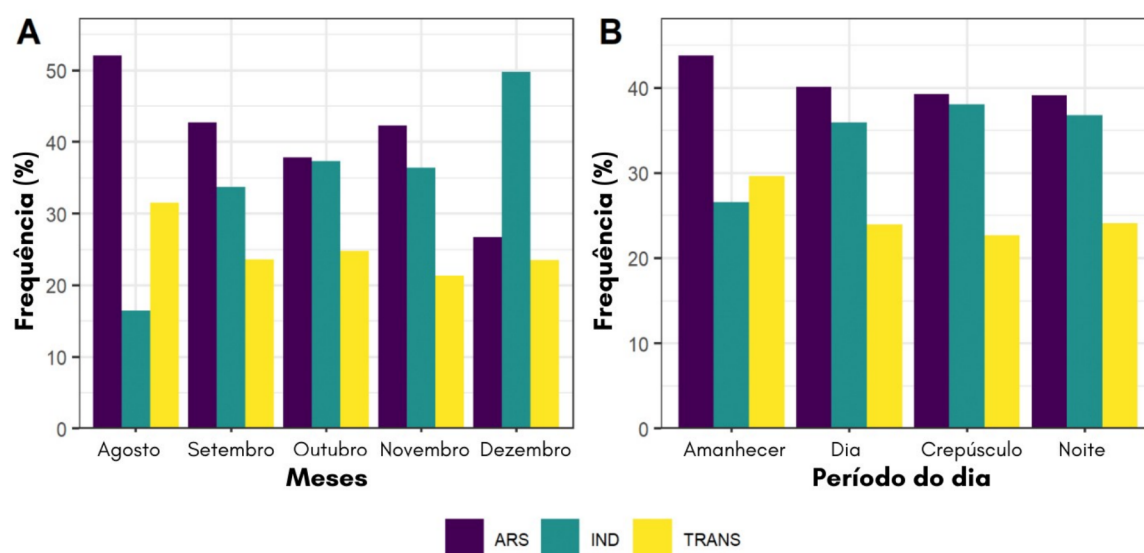 A
Frequência (%)
50
40
30
20
10
0
Agosto Setembro Outubro Novembro Dezembro
Meses
B
Frequência (%)
40
30
20
10
0
Amanhecer Dia Crepúsculo Noite
Período do dia
ARS IND TRANS